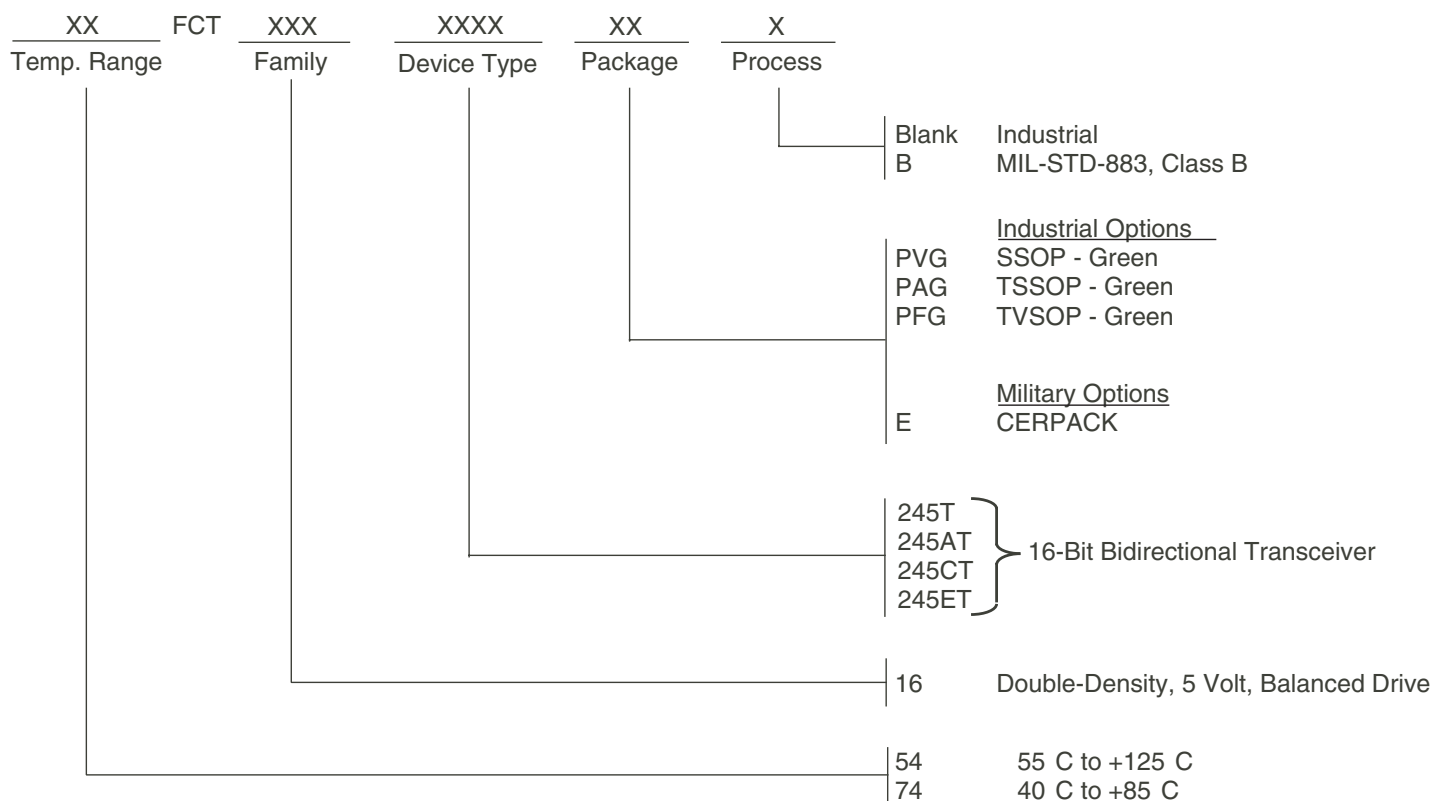 XX FCT XXX XXXX XX X
Temp. Range Family Device Type Package Process
Blank Industrial
B MIL-STD-883, Class B
Industrial Options
PVG SSOP - Green
PAG TSSOP - Green
PFG TVSOP - Green
Military Options
E CERPACK
245T
245AT
245CT
245ET
16-Bit Bidirectional Transceiver
16 Double-Density, 5 Volt, Balanced Drive
54 55 C to +125 C
74 40 C to +85 C